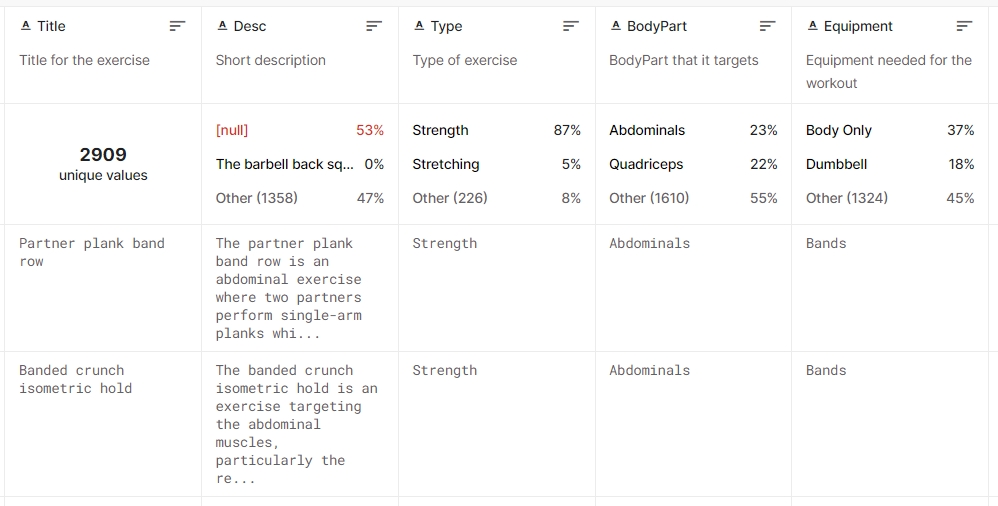 Title
Desc
Type
BodyPart
Equipment
Title for the exercise
Short description
Type of exercise
BodyPart that it targets
Equipment needed for the
workout
2909
unique values
[null] 53%
The barbell back sq... 0%
Other (1358) 47%
Strength 87%
Stretching 5%
Other (226) 8%
Abdominals 23%
Quadriceps 22%
Other (1610) 55%
Body Only 37%
Dumbbell 18%
Other (1324) 45%
Partner plank band
row
The partner plank
band row is an
abdominal exercise
where two partners
perform single-arm
planks whi...
Strength
Abdominals
Bands
Banded crunch
isometric hold
The banded crunch
isometric hold is an
exercise targeting
the abdominal
muscles,
particularly the
re...
Strength
Abdominals
Bands